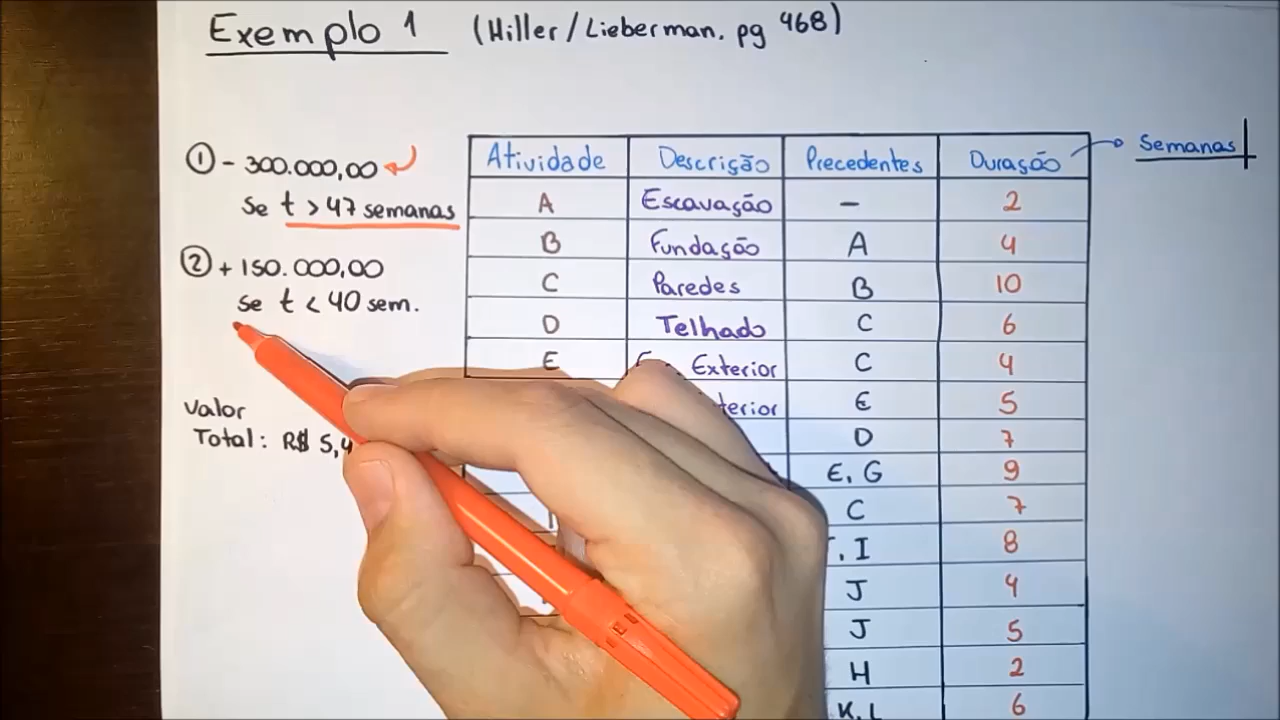 Exemplo 1 (Hiller/Lieberman. pg 468)
① - 300.000,00
Se t > 47 semanas
② + 150.000,00
Se t < 40 sem.
Valor
Total: R$ 5,4
Atividade Descrição Precedentes Duração Semanas
A Escavação - 2
B Fundação A 4
C Paredes B 10
D Telhado C 6
E Exterior C 4
terior E 5
D 7
E, G 9
C 7
, I 8
J 4
J 5
H 2
K, L 6